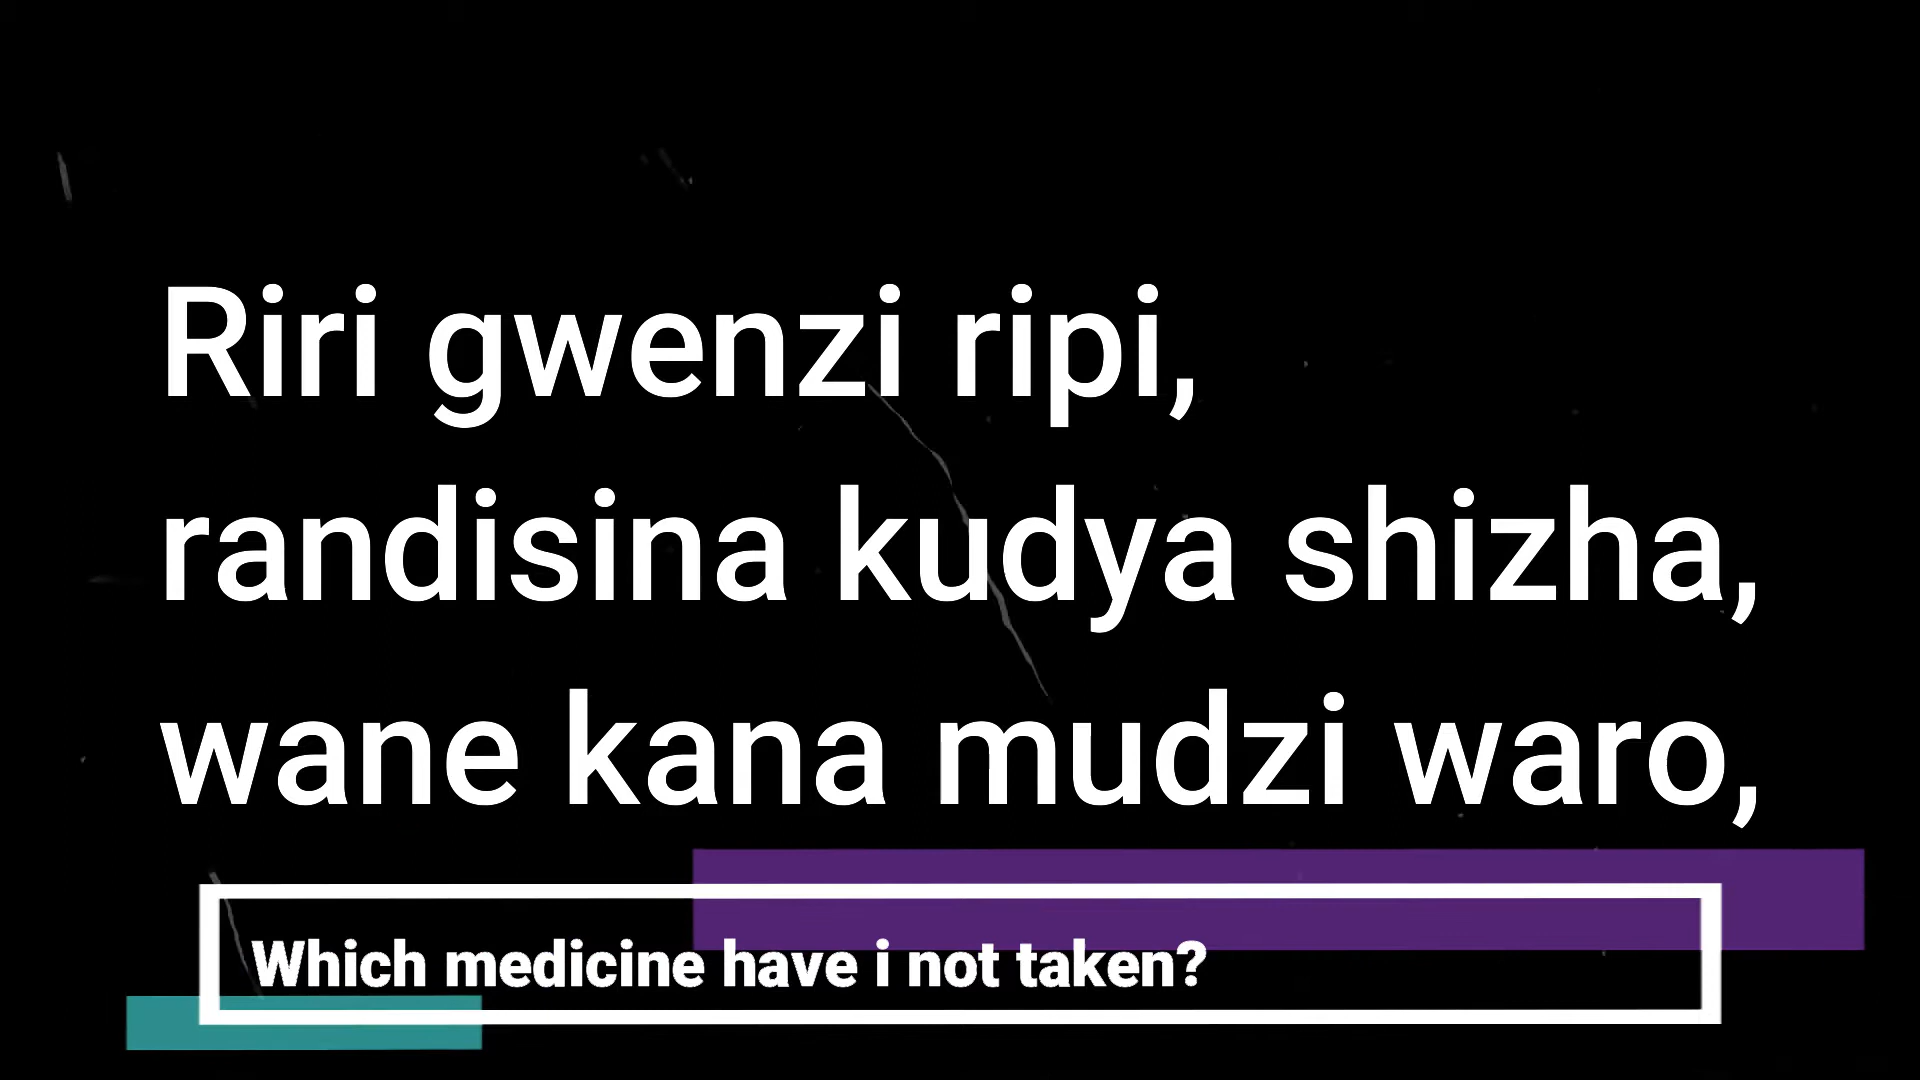 Riri gwenzi ripi,
randisina kudya shizha,
wane kana mudzi waro,
Which medicine have i not taken?